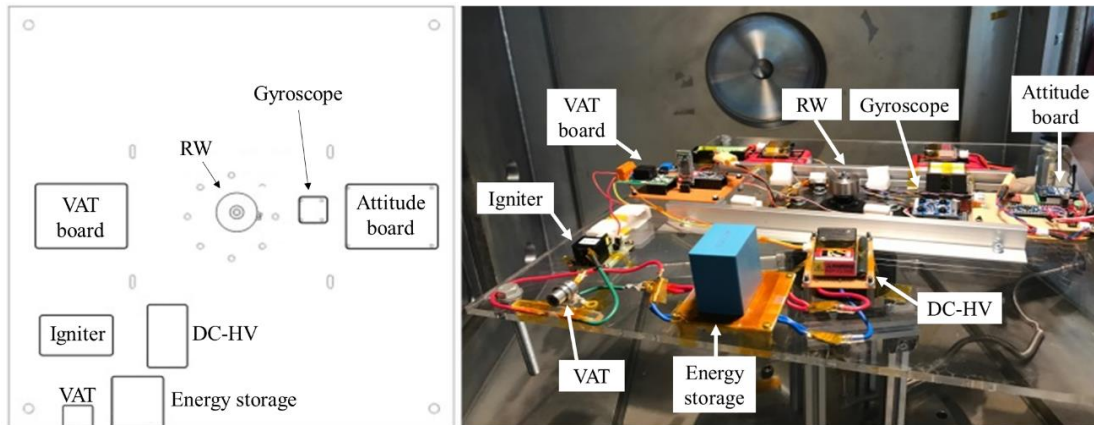 Gyroscope
RW
VAT
board
Attitude
board
Igniter
DC-HV
VAT
Energy storage
VAT
board
RW
Gyroscope
Attitude
board
Igniter
DC-HV
VAT
Energy
storage